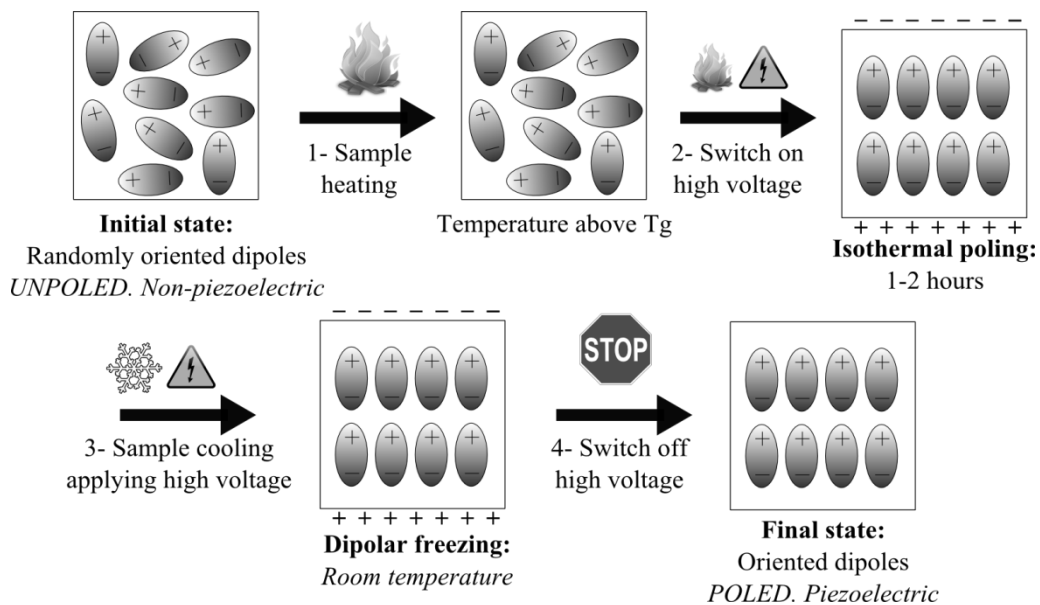 1- Sample
heating
2- Switch on
high voltage
Initial state:
Randomly oriented dipoles
UNPOLED. Non-piezoelectric
Temperature above Tg
− − − − − − −
+ + + + + + +
Isothermal poling:
1-2 hours
3- Sample cooling
applying high voltage
− − − − − − −
+ + + + + + +
Dipolar freezing:
Room temperature
STOP
4- Switch off
high voltage
Final state:
Oriented dipoles
POLED. Piezoelectric